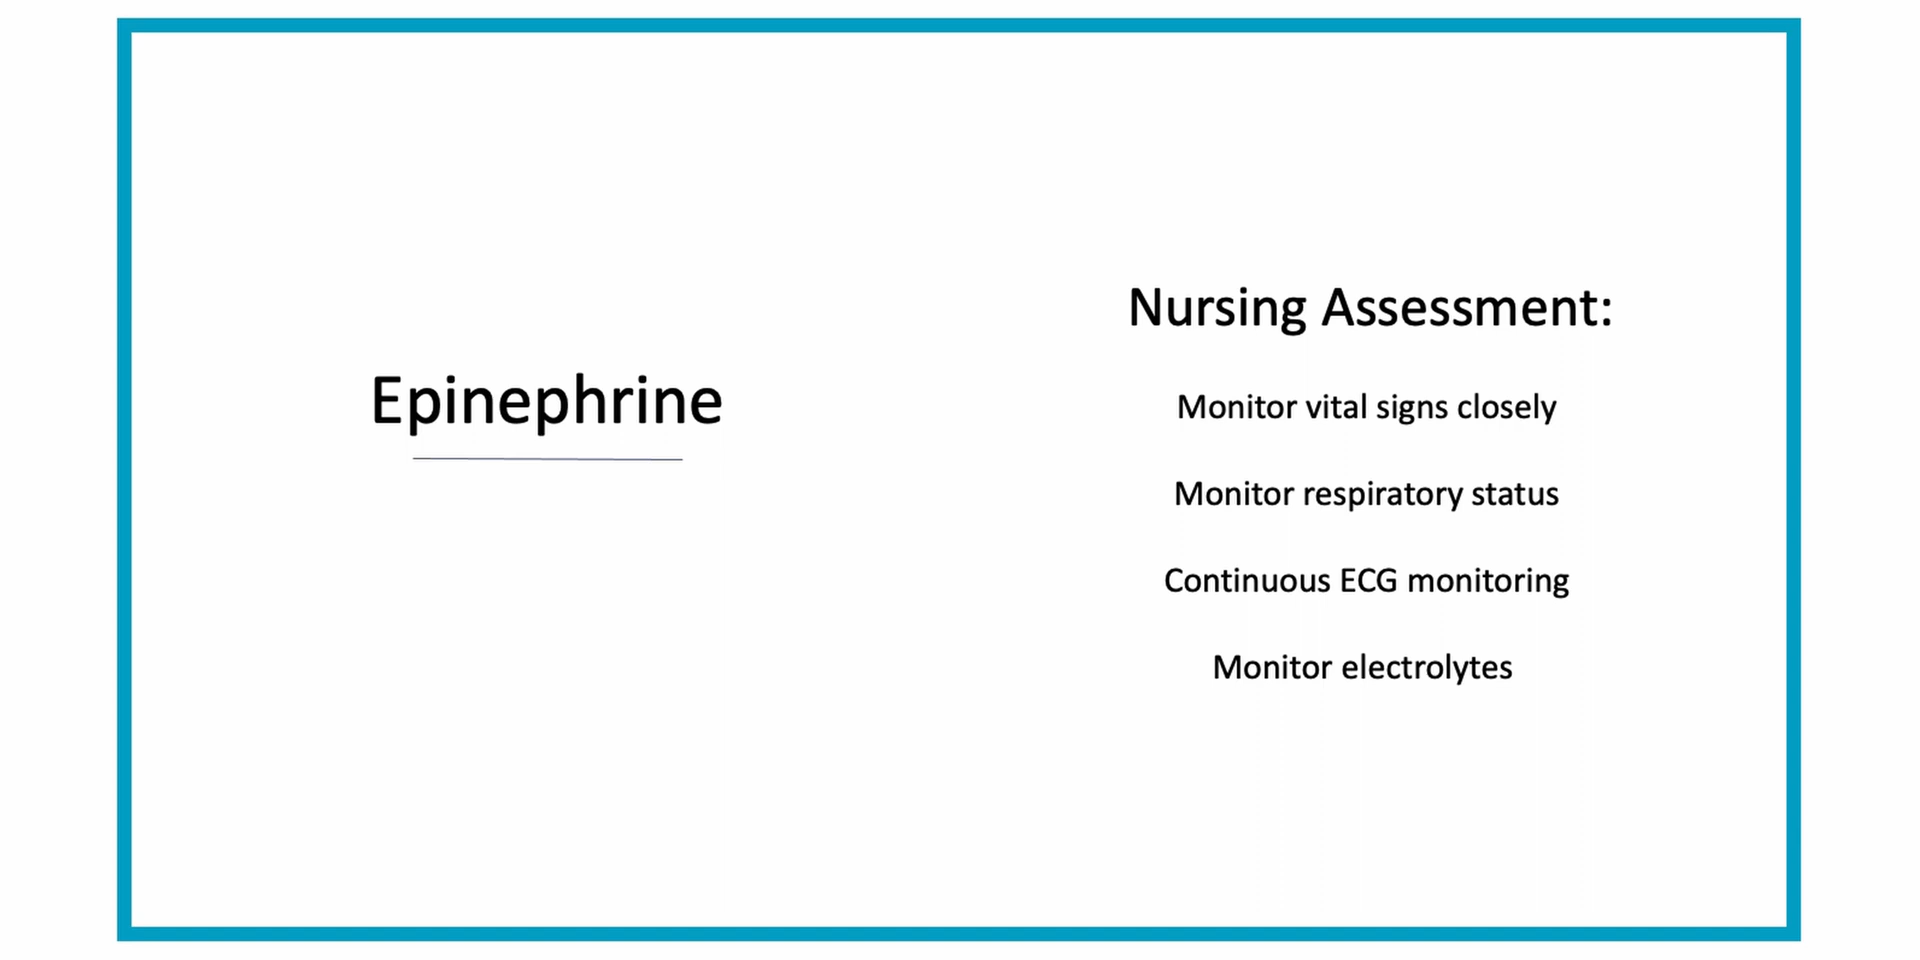 Epinephrine
Nursing Assessment:
Monitor vital signs closely
Monitor respiratory status
Continuous ECG monitoring
Monitor electrolytes